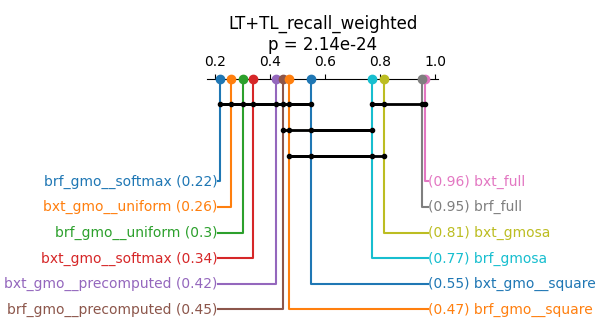 LT+TL_recall_weighted
p = 2.14e-24
0.2 0.4 0.6 0.8 1.0
brf_gmo__softmax (0.22) (0.96) bxt_full
bxt_gmo__uniform (0.26) (0.95) brf_full
brf_gmo__uniform (0.3) (0.81) bxt_gmosa
bxt_gmo__softmax (0.34) (0.77) brf_gmosa
bxt_gmo__precomputed (0.42) (0.55) bxt_gmo__square
brf_gmo__precomputed (0.45) (0.47) brf_gmo__square